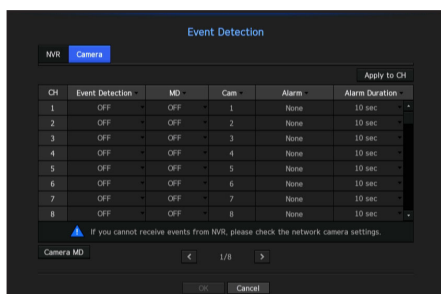 Event Detection
NVR Camera
Apply to CH
CH Event Detection MD Cam Alarm Alarm Duration
1 OFF OFF 1 None 10 sec
2 OFF OFF 2 None 10 sec
3 OFF OFF 3 None 10 sec
4 OFF OFF 4 None 10 sec
5 OFF OFF 5 None 10 sec
6 OFF OFF 6 None 10 sec
7 OFF OFF 7 None 10 sec
8 OFF OFF 8 None 10 sec
If you cannot receive events from NVR, please check the network camera settings.
Camera MD < 1/8 >
OK Cancel